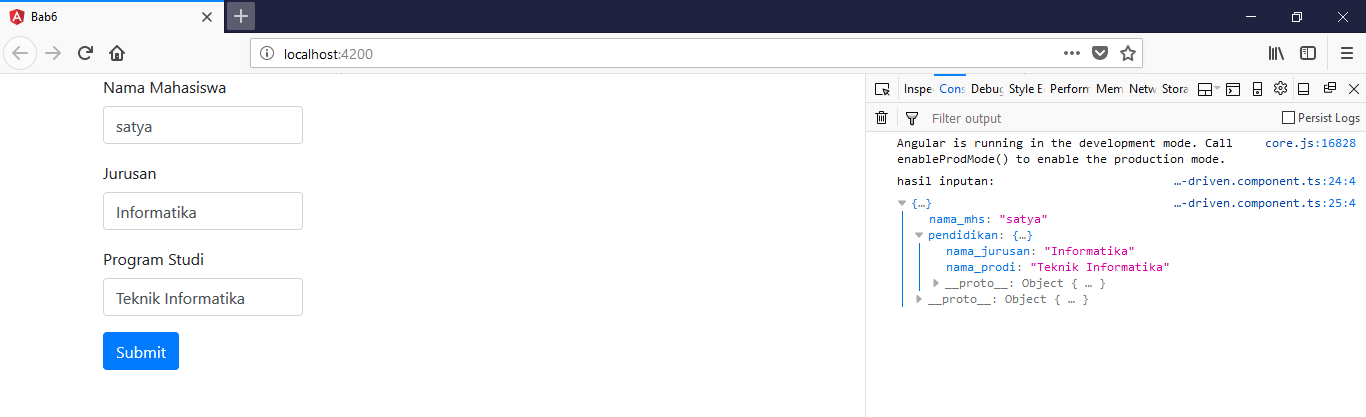 Bab6
localhost:4200
Nama Mahasiswa
satya
Jurusan
Informatika
Program Studi
Teknik Informatika
Submit
Inspe Cons Debug Style E Perform Mem Netw Stora
Filter output Persist Logs
Angular is running in the development mode. Call core.js:16828
enableProdMode() to enable the production mode.
hasil inputan: …-driven.component.ts:24:4
{…} …-driven.component.ts:25:4
nama_mhs: "satya"
pendidikan: {…}
nama_jurusan: "Informatika"
nama_prodi: "Teknik Informatika"
__proto__: Object { … }
__proto__: Object { … }